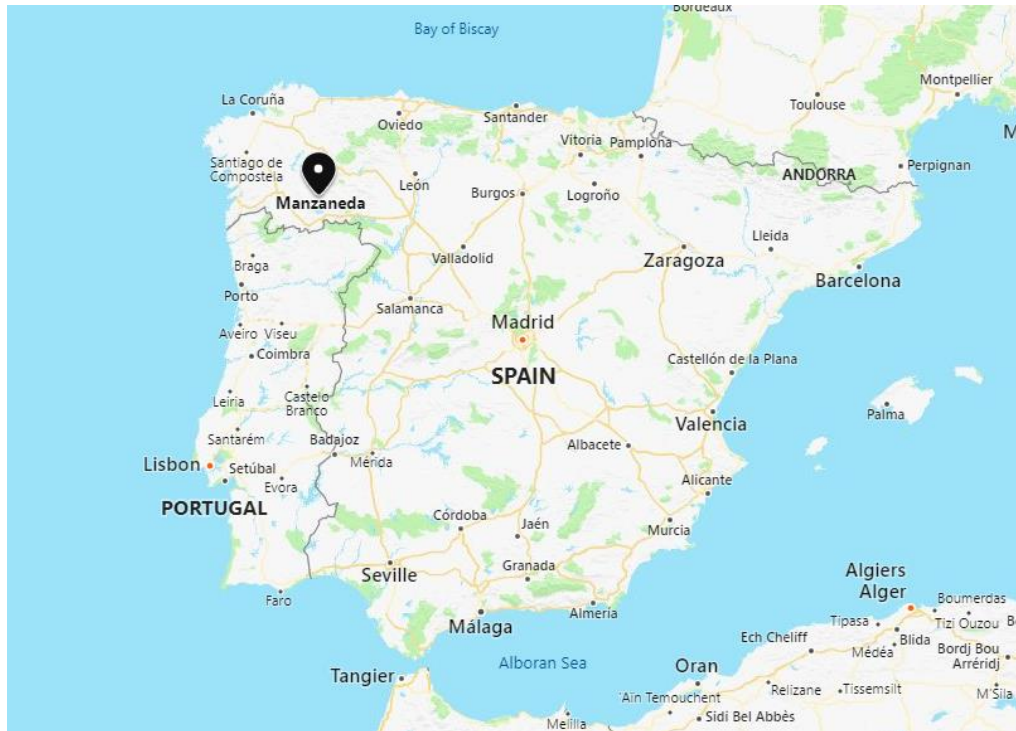 Bordeaux
Bay of Biscay
Montpellier
La Coruña
Toulouse
Oviedo
Santander
M
Vitoria
Pamplona
Santiago de
Compostela
Perpignan
ANDORRA
León
Burgos
Logroño
Manzaneda
Lleida
Valladolid
Zaragoza
Braga
Barcelona
Porto
Salamanca
Madrid
Aveiro
Viseu
Coimbra
Castellón de la Plana
SPAIN
Leiria
Castelo
Branco
Palma
Valencia
Santarém
Badajoz
Albacete
Lisbon
Mérida
Setúbal
Evora
Alicante
PORTUGAL
Córdoba
Jaén
Murcia
Seville
Granada
Algiers
Alger
Faro
Almeria
Boumerdas
Málaga
Tipasa
Tizi Ouzou
Bo
Ech Cheliff
Blida
Médéa
Bordj Bou
Arréridj
Alboran Sea
Oran
Tangier
'Aïn Temouchent
Relizane
Tissemsilt
M'Sila
Melilla
Sidi Bel Abbès